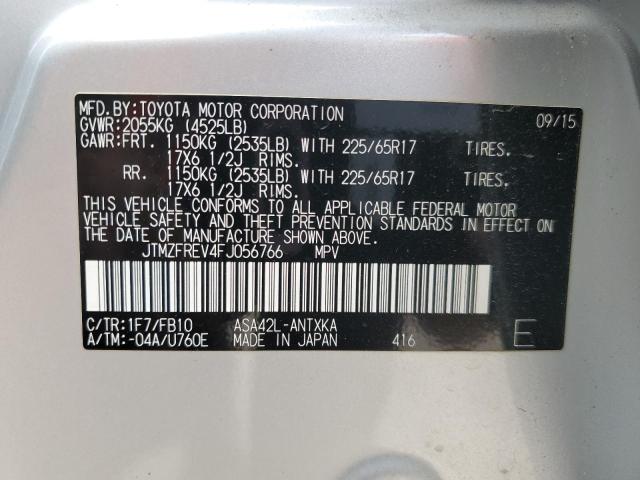 MFD.BY:TOYOTA MOTOR CORPORATION 09/15
GVWR:2055KG (4525LB)
GAWR:FRT. 1150KG (2535LB) WITH 225/65R17 TIRES.
17X6 1/2J RIMS.
RR. 1150KG (2535LB) WITH 225/65R17 TIRES.
17X6 1/2J RIMS.
THIS VEHICLE CONFORMS TO ALL APPLICABLE FEDERAL MOTOR
VEHICLE SAFETY AND THEFT PREVENTION STANDARDS IN EFFECT ON
THE DATE OF MANUFACTURE SHOWN ABOVE.
JTMZFREV4FJ056766 MPV
C/TR:1F7/FB10 ASA42L-ANTXKA
A/TM:-04A/U760E MADE IN JAPAN 416 E